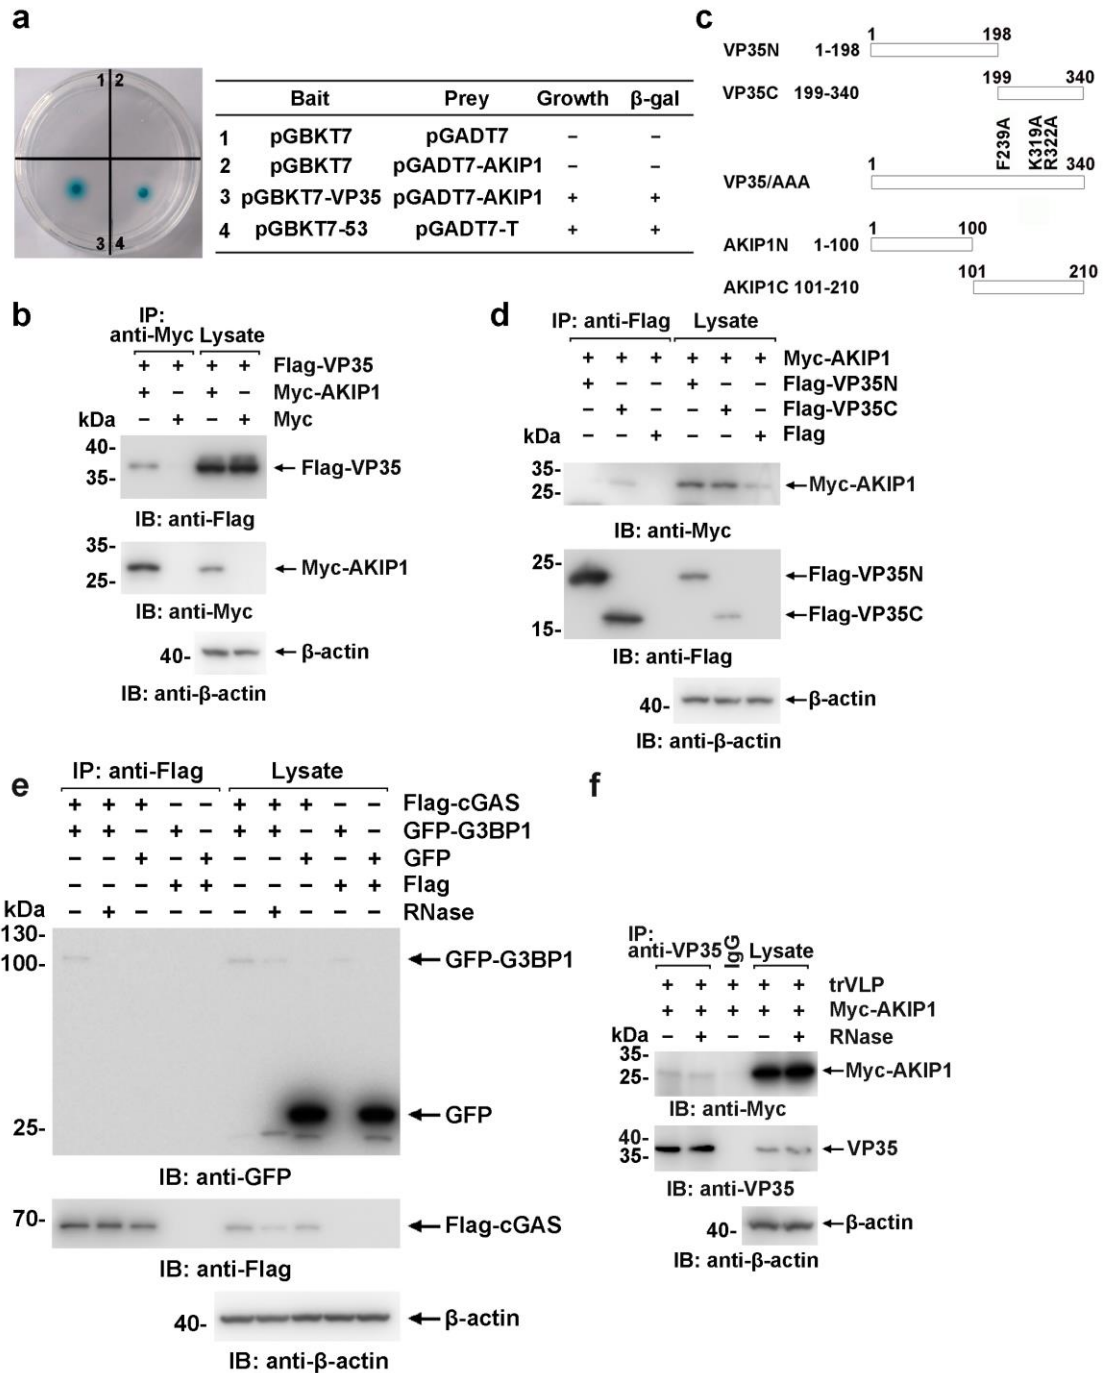 a
1 2
3 4
Bait Prey Growth β-gal
1 pGBKT7 pGADT7 – –
2 pGBKT7 pGADT7-AKIP1 – –
3 pGBKT7-VP35 pGADT7-AKIP1 + +
4 pGBKT7-53 pGADT7-T + +
c
1 198
VP35N 1-198
199 340
VP35C 199-340
F239A
K319A
R322A
1 340
VP35/AAA
1 100
AKIP1N 1-100
101 210
AKIP1C 101-210
b
IP:
anti-Myc Lysate
+ + + + Flag-VP35
+ – + – Myc-AKIP1
kDa – + – + Myc
40-
35-
Flag-VP35
IB: anti-Flag
35-
25-
Myc-AKIP1
IB: anti-Myc
40-
β-actin
IB: anti-β-actin
d
IP: anti-Flag Lysate
+ + + + + + Myc-AKIP1
+ – – + – – Flag-VP35N
– + – – + – Flag-VP35C
kDa – – + – – + Flag
35-
25-
Myc-AKIP1
IB: anti-Myc
25-
Flag-VP35N
Flag-VP35C
15-
IB: anti-Flag
40-
β-actin
IB: anti-β-actin
e
IP: anti-Flag Lysate
+ + + – – + + + – – Flag-cGAS
+ + – + – + + – + – GFP-G3BP1
– – + – + – – + – + GFP
– – – + + – – – + + Flag
kDa – + – – – – + – – – RNase
130-
100-
GFP-G3BP1
GFP
25-
IB: anti-GFP
70-
Flag-cGAS
IB: anti-Flag
40-
β-actin
IB: anti-β-actin
f
IP:
anti-VP35 IgG Lysate
+ + + + + trVLP
+ + + + + Myc-AKIP1
kDa – + – – + RNase
35-
25-
Myc-AKIP1
IB: anti-Myc
40-
35-
VP35
IB: anti-VP35
40-
β-actin
IB: anti-β-actin